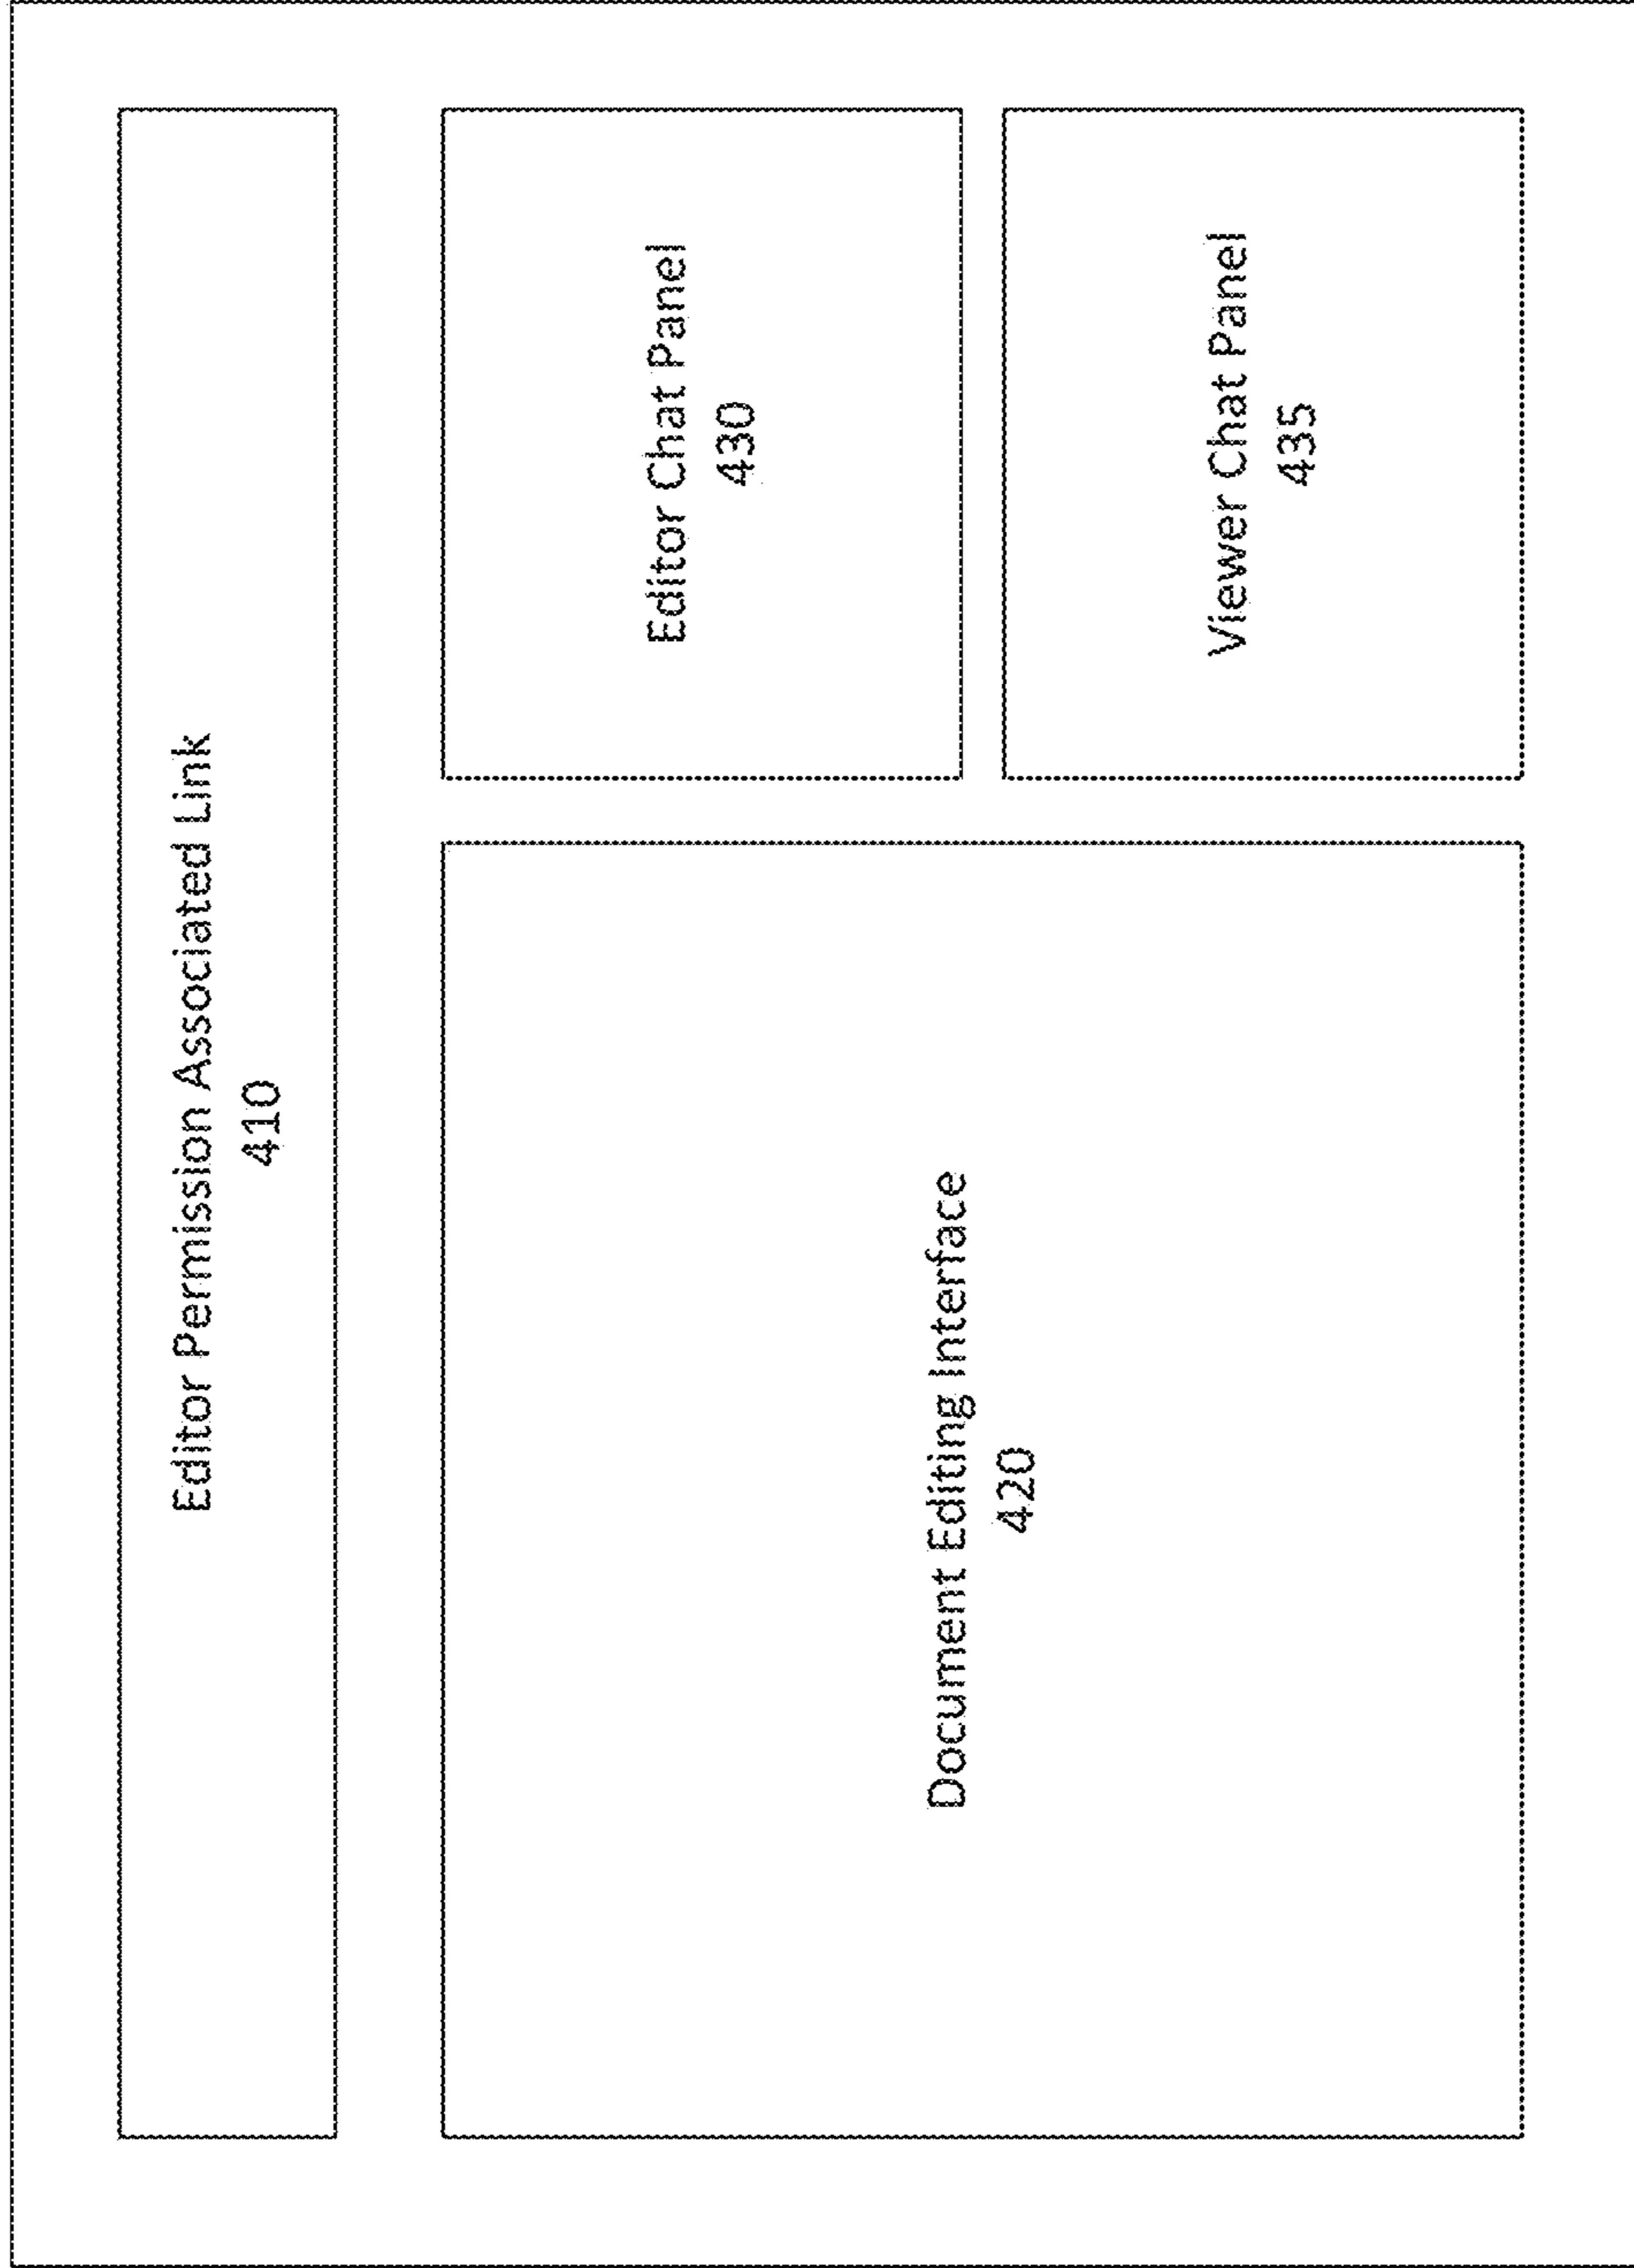 Editor Permission Associated Link
410
Document Editing Interface
420
Editor Chat Panel
430
Viewer Chat Panel
435